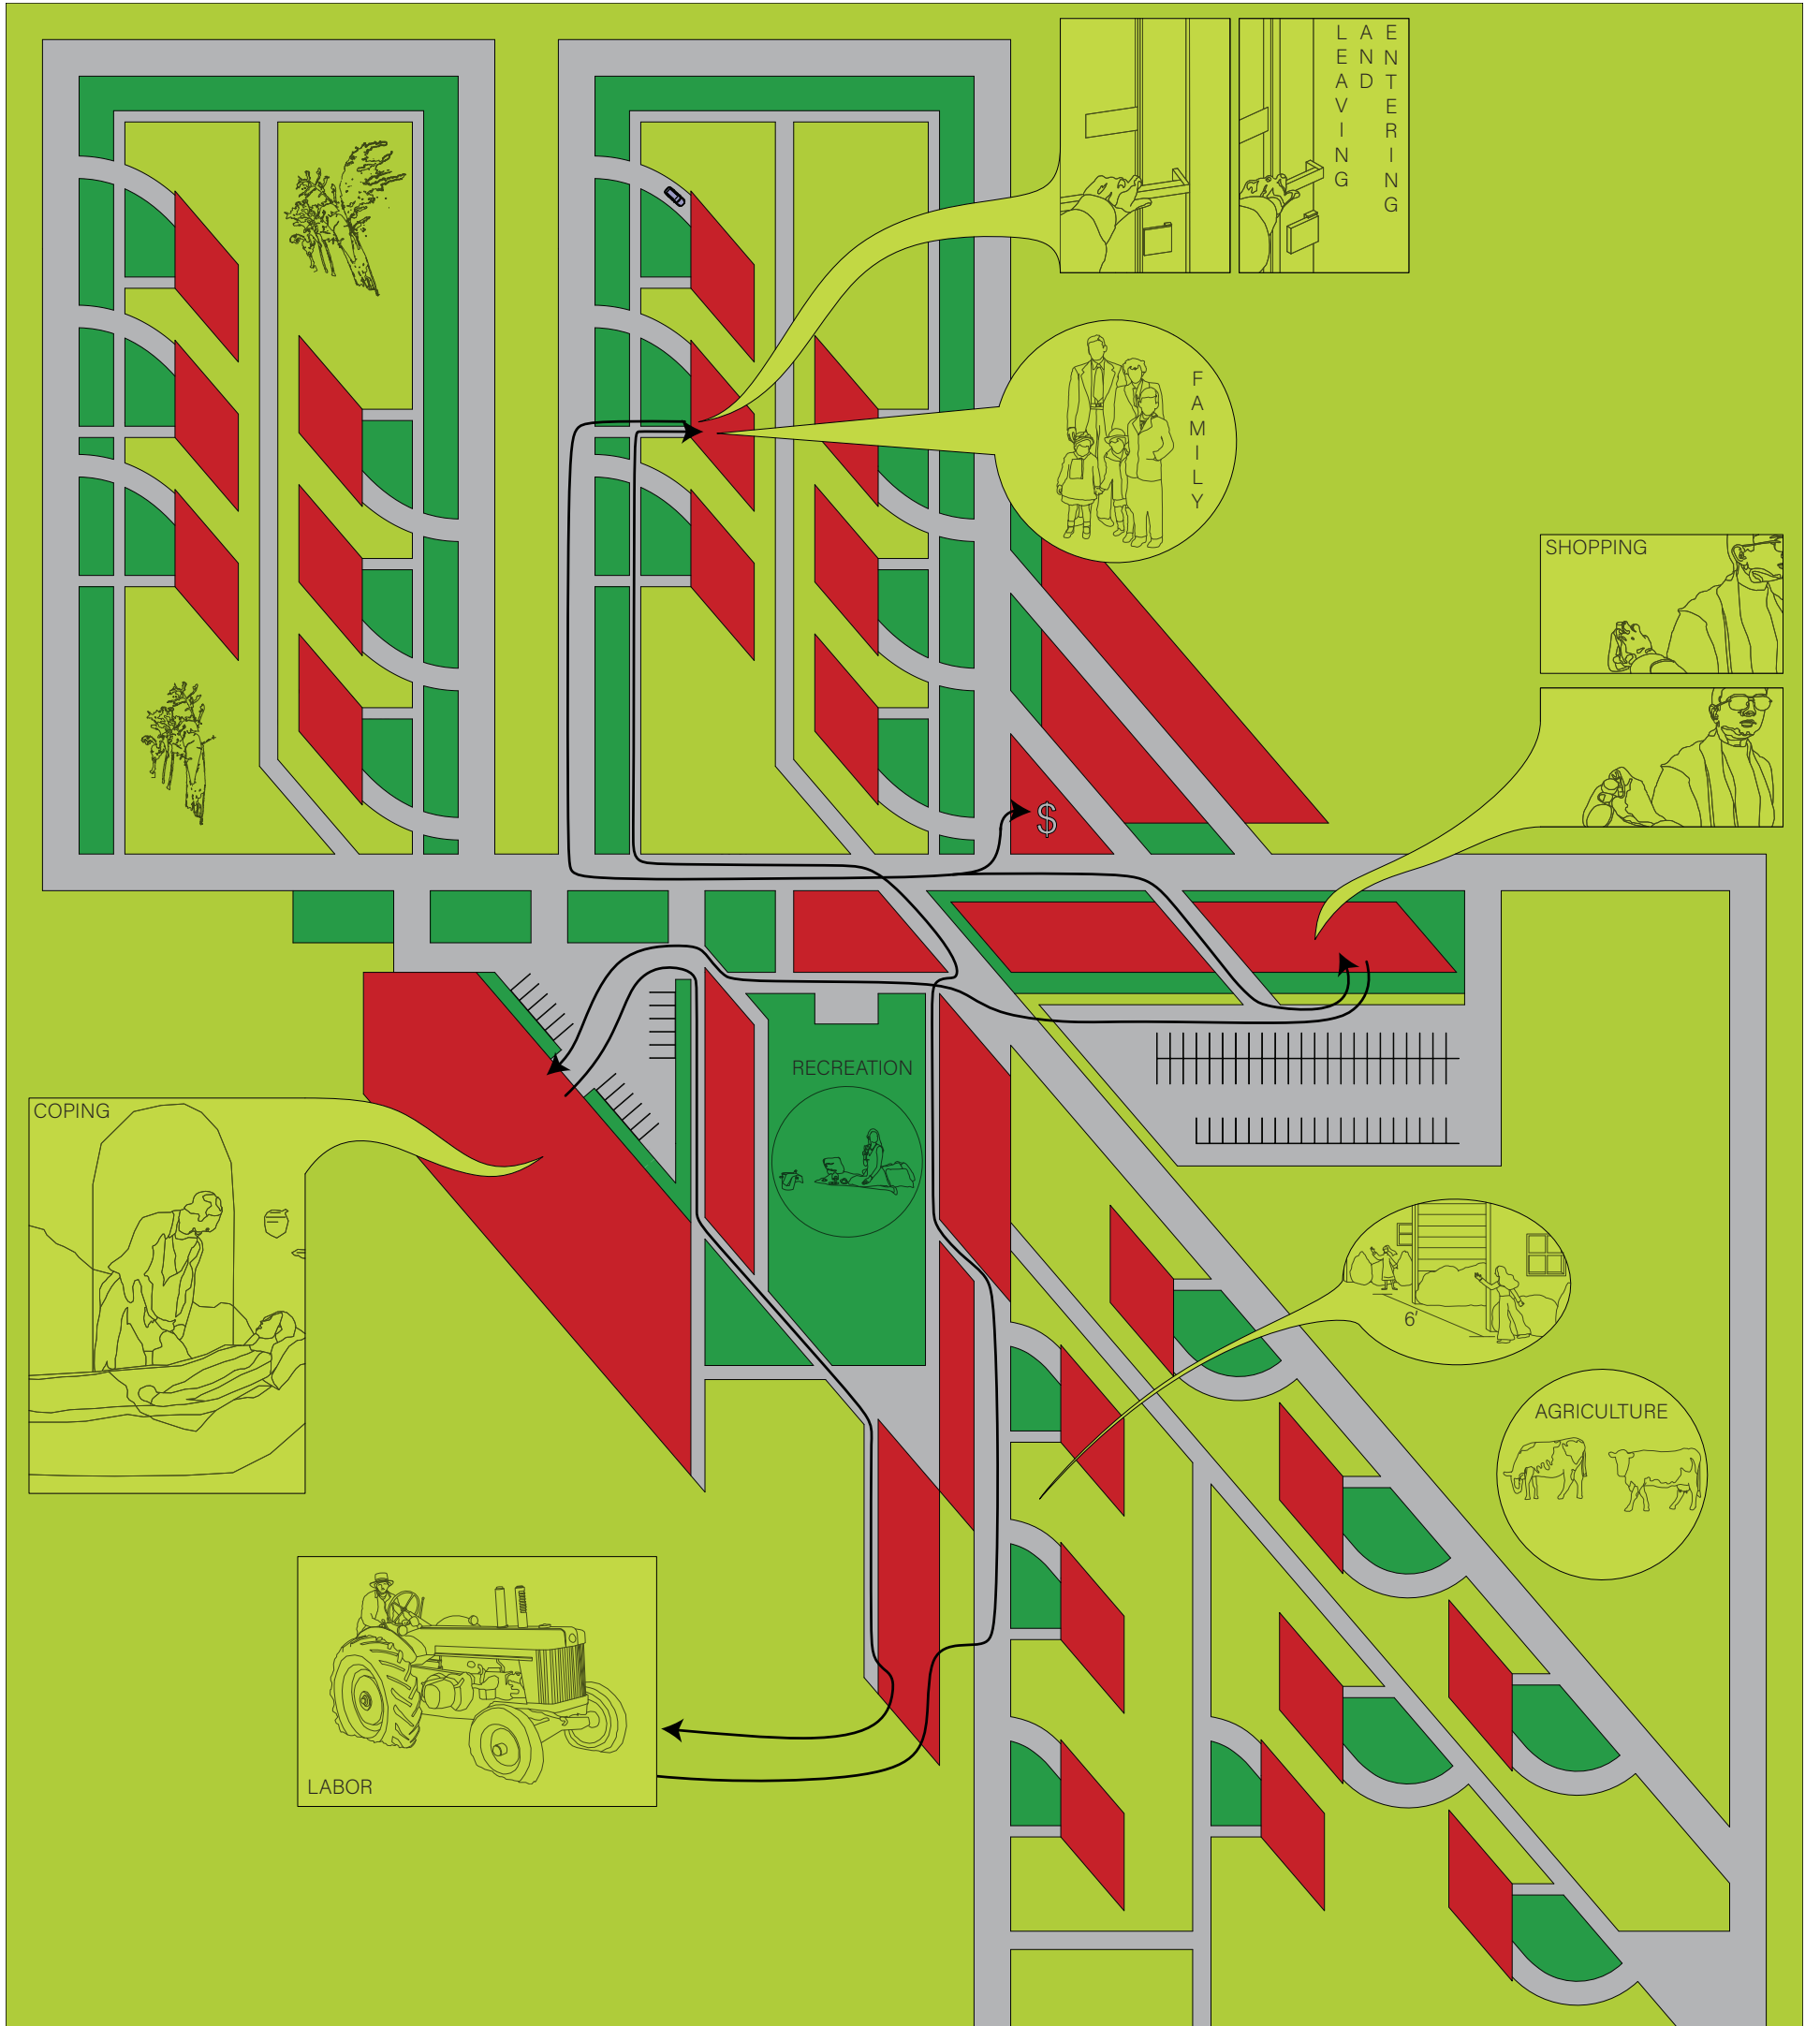 LEAVING
AND
ENTERING
FAMILY
SHOPPING
$
RECREATION
COPING
6'
AGRICULTURE
LABOR